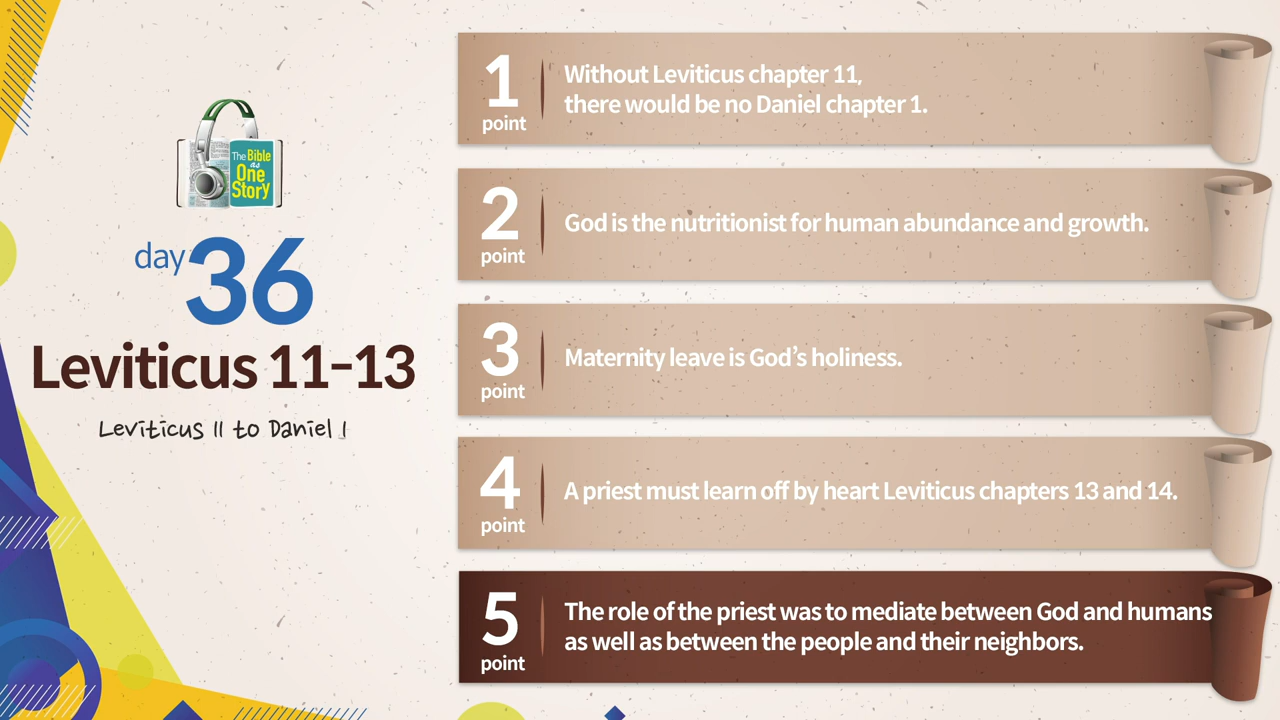 The Bible
as
One
Story
day 36
Leviticus 11-13
Leviticus 11 to Daniel 1
1
point
Without Leviticus chapter 11,
there would be no Daniel chapter 1.
2
point
God is the nutritionist for human abundance and growth.
3
point
Maternity leave is God’s holiness.
4
point
A priest must learn off by heart Leviticus chapters 13 and 14.
5
point
The role of the priest was to mediate between God and humans
as well as between the people and their neighbors.